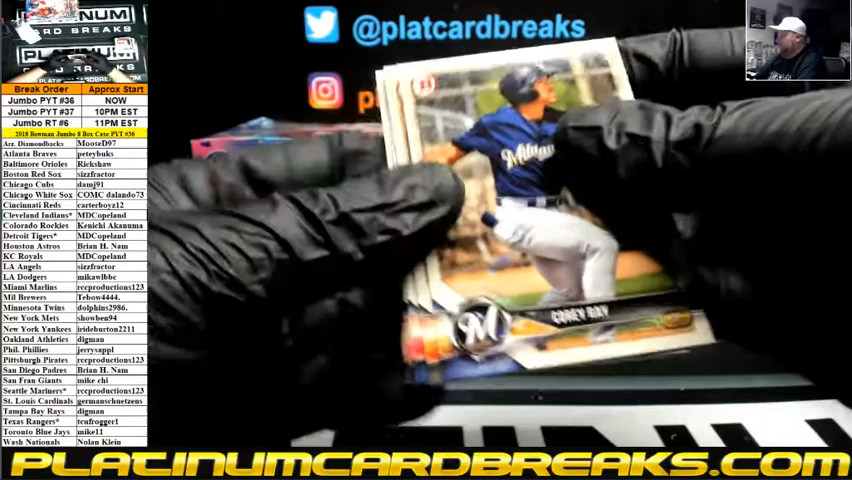 PLATINUM
CARD BREAKS
PLATINUM
Break Order Approx Start
Jumbo PYT #36 NOW
Jumbo PYT #37 10PM EST
Jumbo RT #6 11PM EST
2018 Bowman Jumbo 8 Box Case PYT #36
Arz. Diamondbacks MooseD97
Atlanta Braves peteybuks
Baltimore Orioles Rickshaw
Boston Red Sox sizzfractor
Chicago Cubs damj91
Chicago White Sox COMC dalando73
Cincinnati Reds carterboyz12
Cleveland Indians* MDCopeland
Colorado Rockies Kenichi Akanuma
Detroit Tigers* MDCopeland
Houston Astros Brian H. Nam
KC Royals MDCopeland
LA Angels sizzfractor
LA Dodgers mikawlbbc
Miami Marlins rccproductions123
Mil Brewers Tebow4444.
Minnesota Twins dolphins2986.
New York Mets showben94
New York Yankees irideburton2211
Oakland Athletics digman
Phil. Phillies jerrysappl
Pittsburgh Pirates rccproductions123
San Diego Padres Brian H. Nam
San Fran Giants mike chi
Seattle Mariners* rccproductions123
St. Louis Cardinals germanschuetzens
Tampa Bay Rays digman
Texas Rangers* tcufrogger1
Toronto Blue Jays mike11
Wash Nationals Nolan Klein
@platcardbreaks
COREY RAY
PLATINUMCARDBREAKS.COM